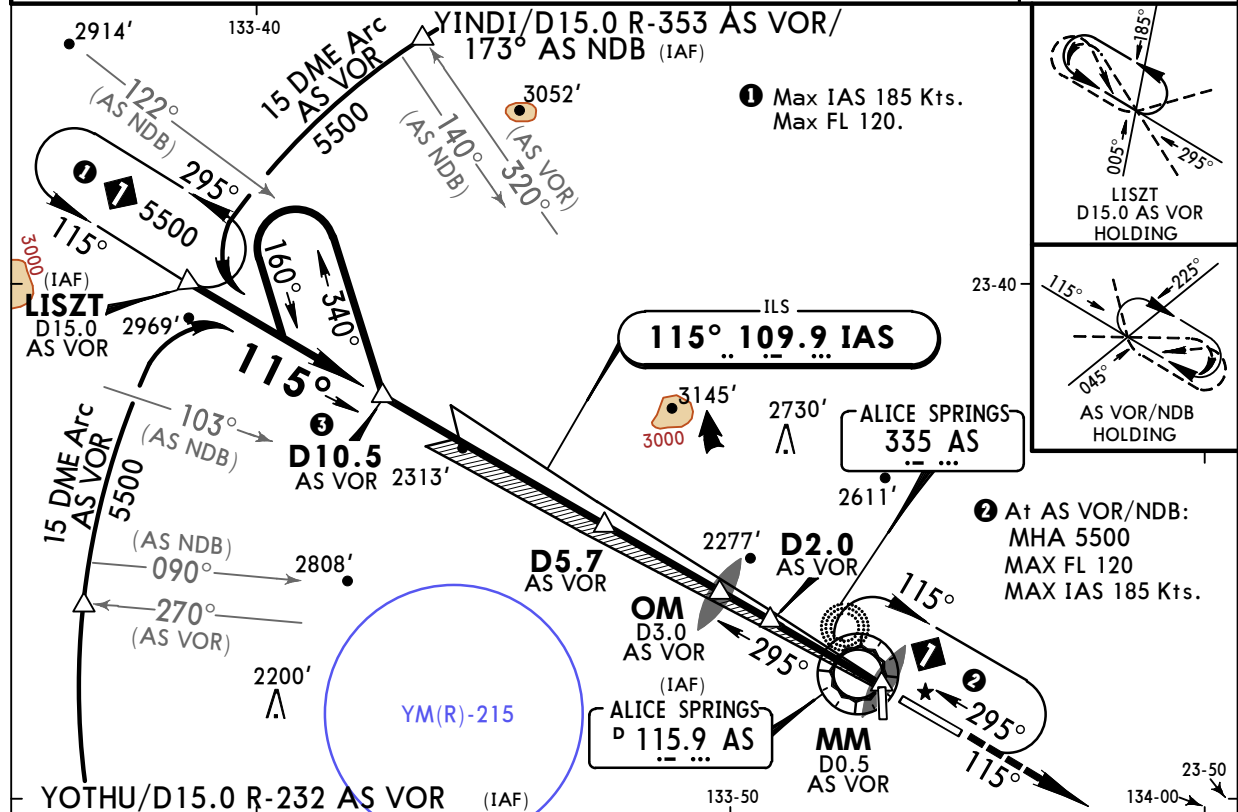 2914'
133-40
YINDI/D15.0 R-353 AS VOR/
173° AS NDB (IAF)
15 DME Arc
AS VOR
5500
122°
(AS NDB)
3052'
❶ Max IAS 185 Kts.
Max FL 120.
140°
(AS NDB)
(AS VOR)
320°
185°
005°
295°
LISZT
D15.0 AS VOR
HOLDING
❶
1
5500
295°
115°
3000
(IAF)
LISZT
D15.0
AS VOR
2969'
160°
340°
115°
23-40
ILS
115° 109.9 IAS
115°
225°
045°
AS VOR/NDB
HOLDING
❸
D10.5
AS VOR
2313'
103°
(AS NDB)
3145'
3000
2730'
ALICE SPRINGS
335 AS
2611'
15 DME Arc
AS VOR
5500
(AS NDB)
090°
270°
(AS VOR)
2808'
D5.7
AS VOR
2277'
D2.0
AS VOR
❷ At AS VOR/NDB:
MHA 5500
MAX FL 120
MAX IAS 185 Kts.
OM
D3.0
AS VOR
295°
115°
1
❷
295°
115°
2200'
YM(R)-215
(IAF)
ALICE SPRINGS
D 115.9 AS
MM
D0.5
AS VOR
YOTHU/D15.0 R-232 AS VOR (IAF)
133-50
134-00
23-50